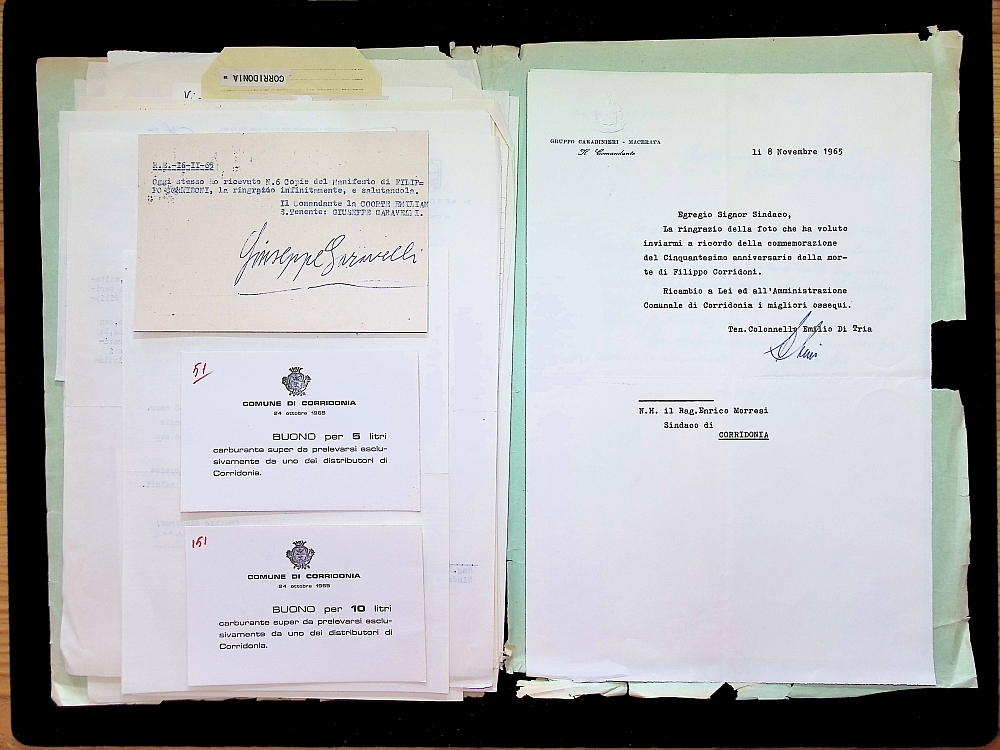 CORRIDONIA
R.E.-16-II-65
Oggi stesso ho ricevuto N.6 Copie del Manifesto di FILIP=
PO CORRIDONI, la ringrazio infinitamente, e salutandola.
Il Comandante la COORTE EMILIAN
S.Tenente: GIUSEPPE GARAVELLI.
Giuseppe Garavelli
51
COMUNE DI CORRIDONIA
24 ottobre 1965
BUONO per 5 litri
carburante super da prelevarsi esclu-
sivamente da uno dei distributori di
Corridonia.
151
COMUNE DI CORRIDONIA
24 ottobre 1965
BUONO per 10 litri
carburante super da prelevarsi esclu-
sivamente da uno dei distributori di
Corridonia.
GRUPPO CARABINIERI - MACERATA
Il Comandante
li 8 Novembre 1965
Egregio Signor Sindaco,
La ringrazio della foto che ha voluto
inviarmi a ricordo della commemorazione
del Cinquantesimo anniversario della mor-
te di Filippo Corridoni.
Ricambio a Lei ed all'Amministrazione
Comunale di Corridonia i migliori ossequi.
Ten.Colonnello Emilio Di Tria
N.H. il Rag.Enrico Morresi
Sindaco di
CORRIDONIA